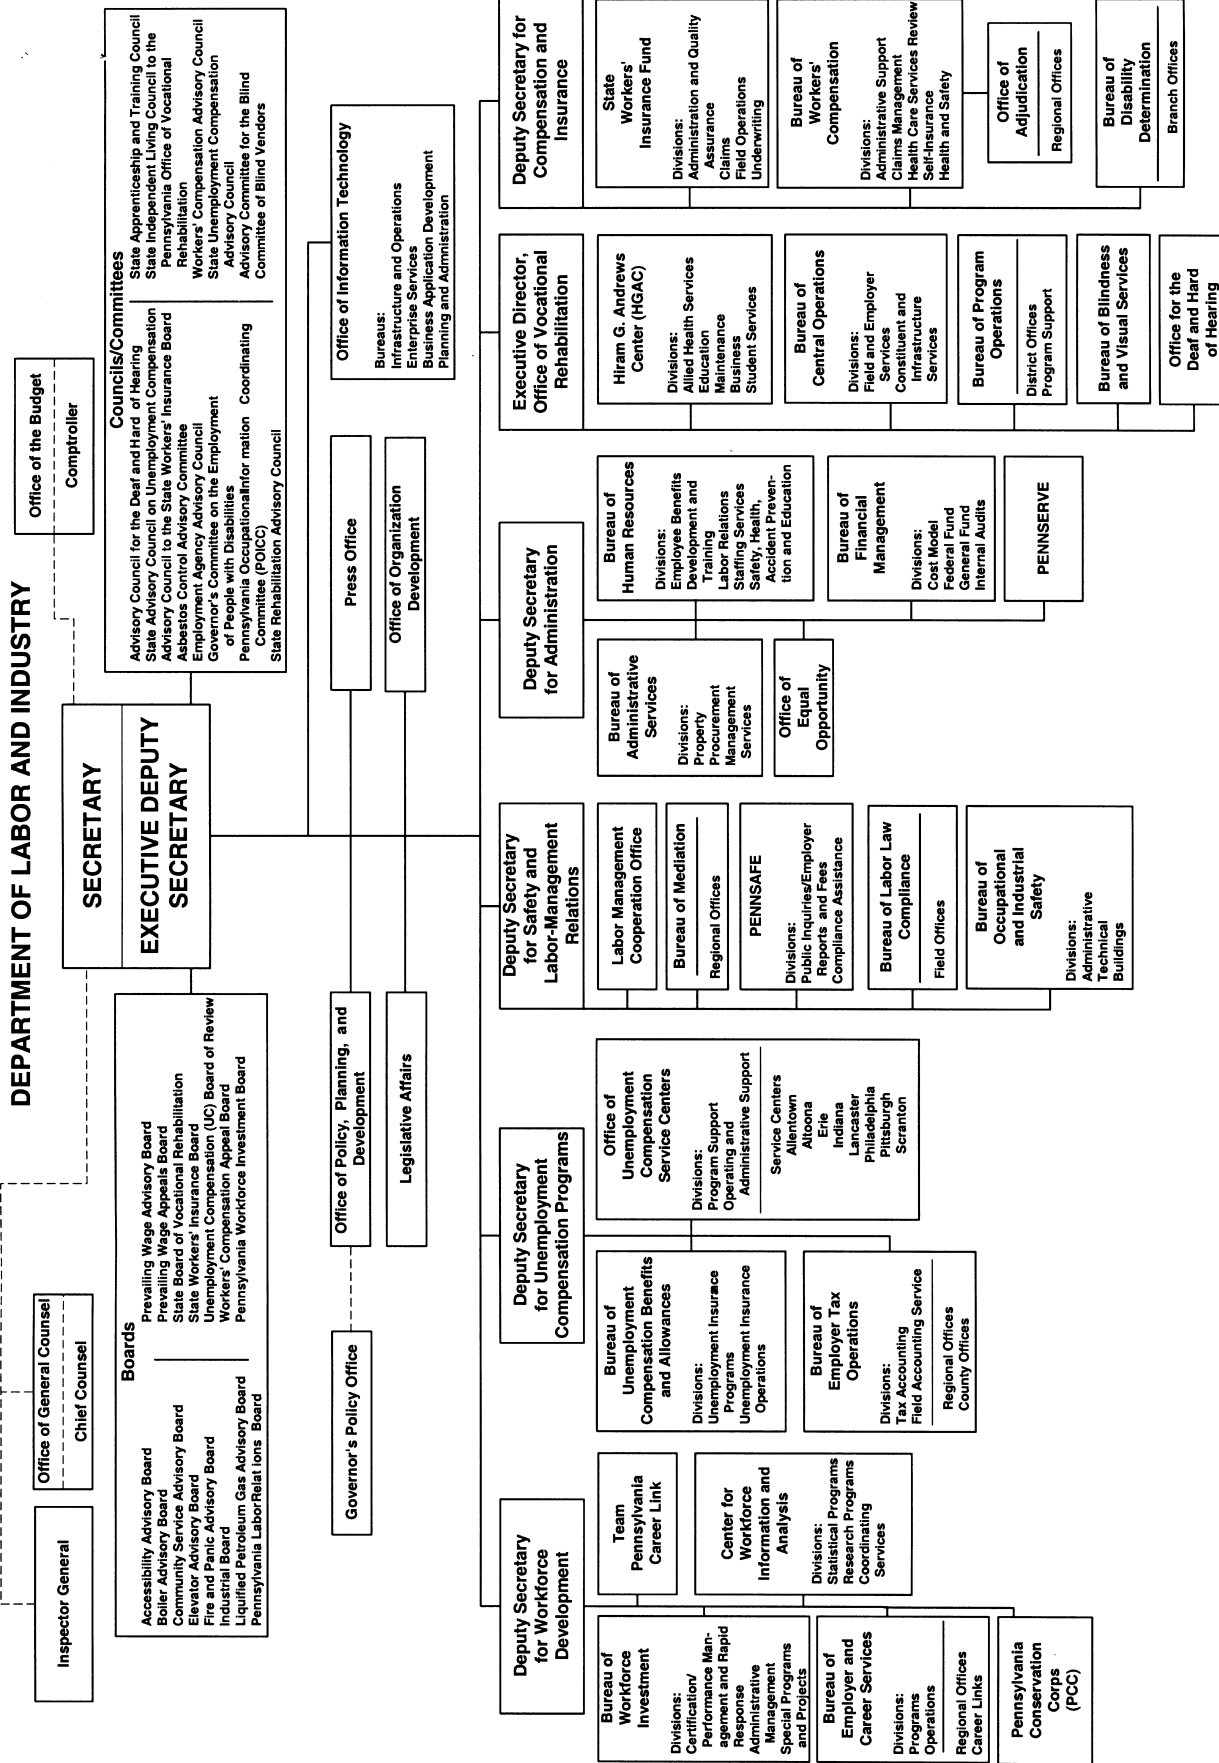 DEPARTMENT OF LABOR AND INDUSTRY
Inspector General
Office of General Counsel
Chief Counsel
SECRETARY
EXECUTIVE DEPUTY
SECRETARY
Office of the Budget
Comptroller
Boards
Accessibility Advisory Board
Boiler Advisory Board
Community Service Advisory Board
Elevator Advisory Board
Fire and Panic Advisory Board
Industrial Board
Liquified Petroleum Gas Advisory Board
Pennsylvania LaborRelat ions Board
Prevailing Wage Advisory Board
Prevailing Wage Appeals Board
State Board of Vocational Rehabilitation
State Workers' Insurance Board
Unemployment Compensation (UC) Board of Review
Workers' Compensation Appeal Board
Pennsylvania Workforce Investment Board
Councils/Committees
Advisory Council for the Deaf and Hard of Hearing
State Advisory Council on Unemployment Compensation
Advisory Council to the State Workers' Insurance Board
Asbestos Control Advisory Committee
Employment Agency Advisory Council
Governor's Committee on the Employment
of People with Disabilities
Pennsylvania OccupationalInfor mation Coordinating
Committee (POICC)
State Rehabilitation Advisory Council
State Apprenticeship and Training Council
State Independent Living Council to the
Pennsylvania Office of Vocational
Rehabilitation
Workers' Compensation Advisory Council
State Unemployment Compensation
Advisory Council
Advisory Committee for the Blind
Committee of Blind Vendors
Governor's Policy Office
Office of Policy, Planning, and
Development
Legislative Affairs
Press Office
Office of Organization
Development
Office of Information Technology
Bureaus:
Infrastructure and Operations
Enterprise Services
Business Application Development
Planning and Admnistration
Deputy Secretary
for Workforce
Development
Bureau of
Workforce
Investment
Divisions:
Certification/
Performance Man-
agement and Rapid
Response
Administrative
Management
Special Programs
and Projects
Bureau of
Employer and
Career Services
Divisions:
Programs
Operations
Regional Offices
Career Links
Pennsylvania
Conservation
Corps
(PCC)
Team
Pennsylvania
Career Link
Center for
Workforce
Information and
Analysis
Divisions:
Statistical Programs
Research Programs
Coordinating
Services
Deputy Secretary
for Unemployment
Compensation Programs
Bureau of
Unemployment
Compensation Benefits
and Allowances
Divisions:
Unemployment Insurace
Programs
Unemployment Insurance
Operations
Bureau of
Employer Tax
Operations
Divisions:
Tax Accounting
Field Accounting Service
Regional Offices
County Offices
Office of
Unemployment
Compensation
Service Centers
Divisions:
Program Support
Operating and
Administrative Support
Service Centers
Allentown
Altoona
Erie
Indiana
Lancaster
Philadelphia
Pittsburgh
Scranton
Deputy Secretary
for Safety and
Labor-Management
Relations
Labor Management
Cooperation Office
Bureau of Mediation
Regional Offices
PENNSAFE
Divisions:
Public Inquiries/Employer
Reports and Fees
Compliance Assistance
Bureau of Labor Law
Compliance
Field Offices
Bureau of
Occupational
and Industrial
Safety
Divisions:
Administrative
Technical
Buildings
Deputy Secretary
for Administration
Bureau of
Administrative
Services
Divisions:
Property
Procurement
Management
Services
Office of
Equal
Opportunity
Bureau of
Human Resources
Divisions:
Employee Benefits
Development and
Training
Labor Relations
Staffing Services
Safety, Health,
Accident Preven-
tion and Education
Bureau of
Financial
Management
Divisions:
Cost Model
Federal Fund
General Fund
Internal Audits
PENNSERVE
Executive Director,
Office of Vocational
Rehabilitation
Hiram G. Andrews
Center (HGAC)
Divisions:
Allied Health Services
Education
Maintenance
Business
Student Services
Bureau of
Central Operations
Divisions:
Field and Employer
Services
Constituent and
Infrastructure
Services
Bureau of Program
Operations
District Offices
Program Support
Bureau of Blindness
and Visual Services
Office for the
Deaf and Hard
of Hearing
Deputy Secretary for
Compensation and
Insurance
State
Workers'
Insurance Fund
Divisions:
Administration and Quality
Assurance
Claims
Field Operations
Underwriting
Bureau of
Workers'
Compensation
Divisions:
Administrative Support
Claims Management
Health Care Services Review
Self-Insurance
Health and Safety
Office of
Adjudication
Regional Offices
Bureau of
Disability
Determination
Branch Offices